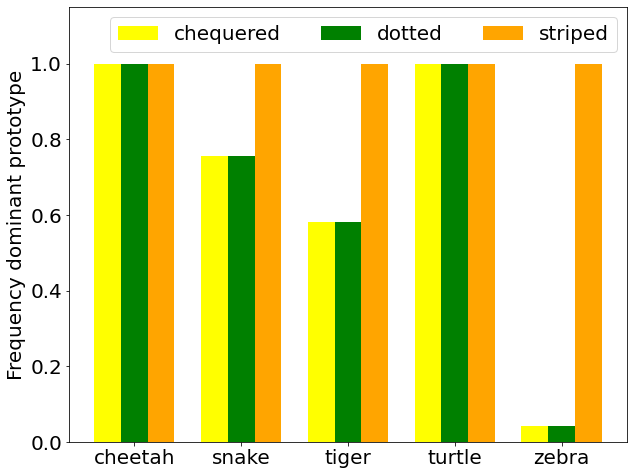 chequered dotted striped
Frequency dominant prototype
1.0
0.8
0.6
0.4
0.2
0.0
cheetah snake tiger turtle zebra